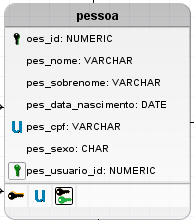 pessoa
oes_id: NUMERIC
pes_nome: VARCHAR
pes_sobrenome: VARCHAR
pes_data_nascimento: DATE
U pes_cpf: VARCHAR
pes_sexo: CHAR
pes_usuario_id: NUMERIC
U